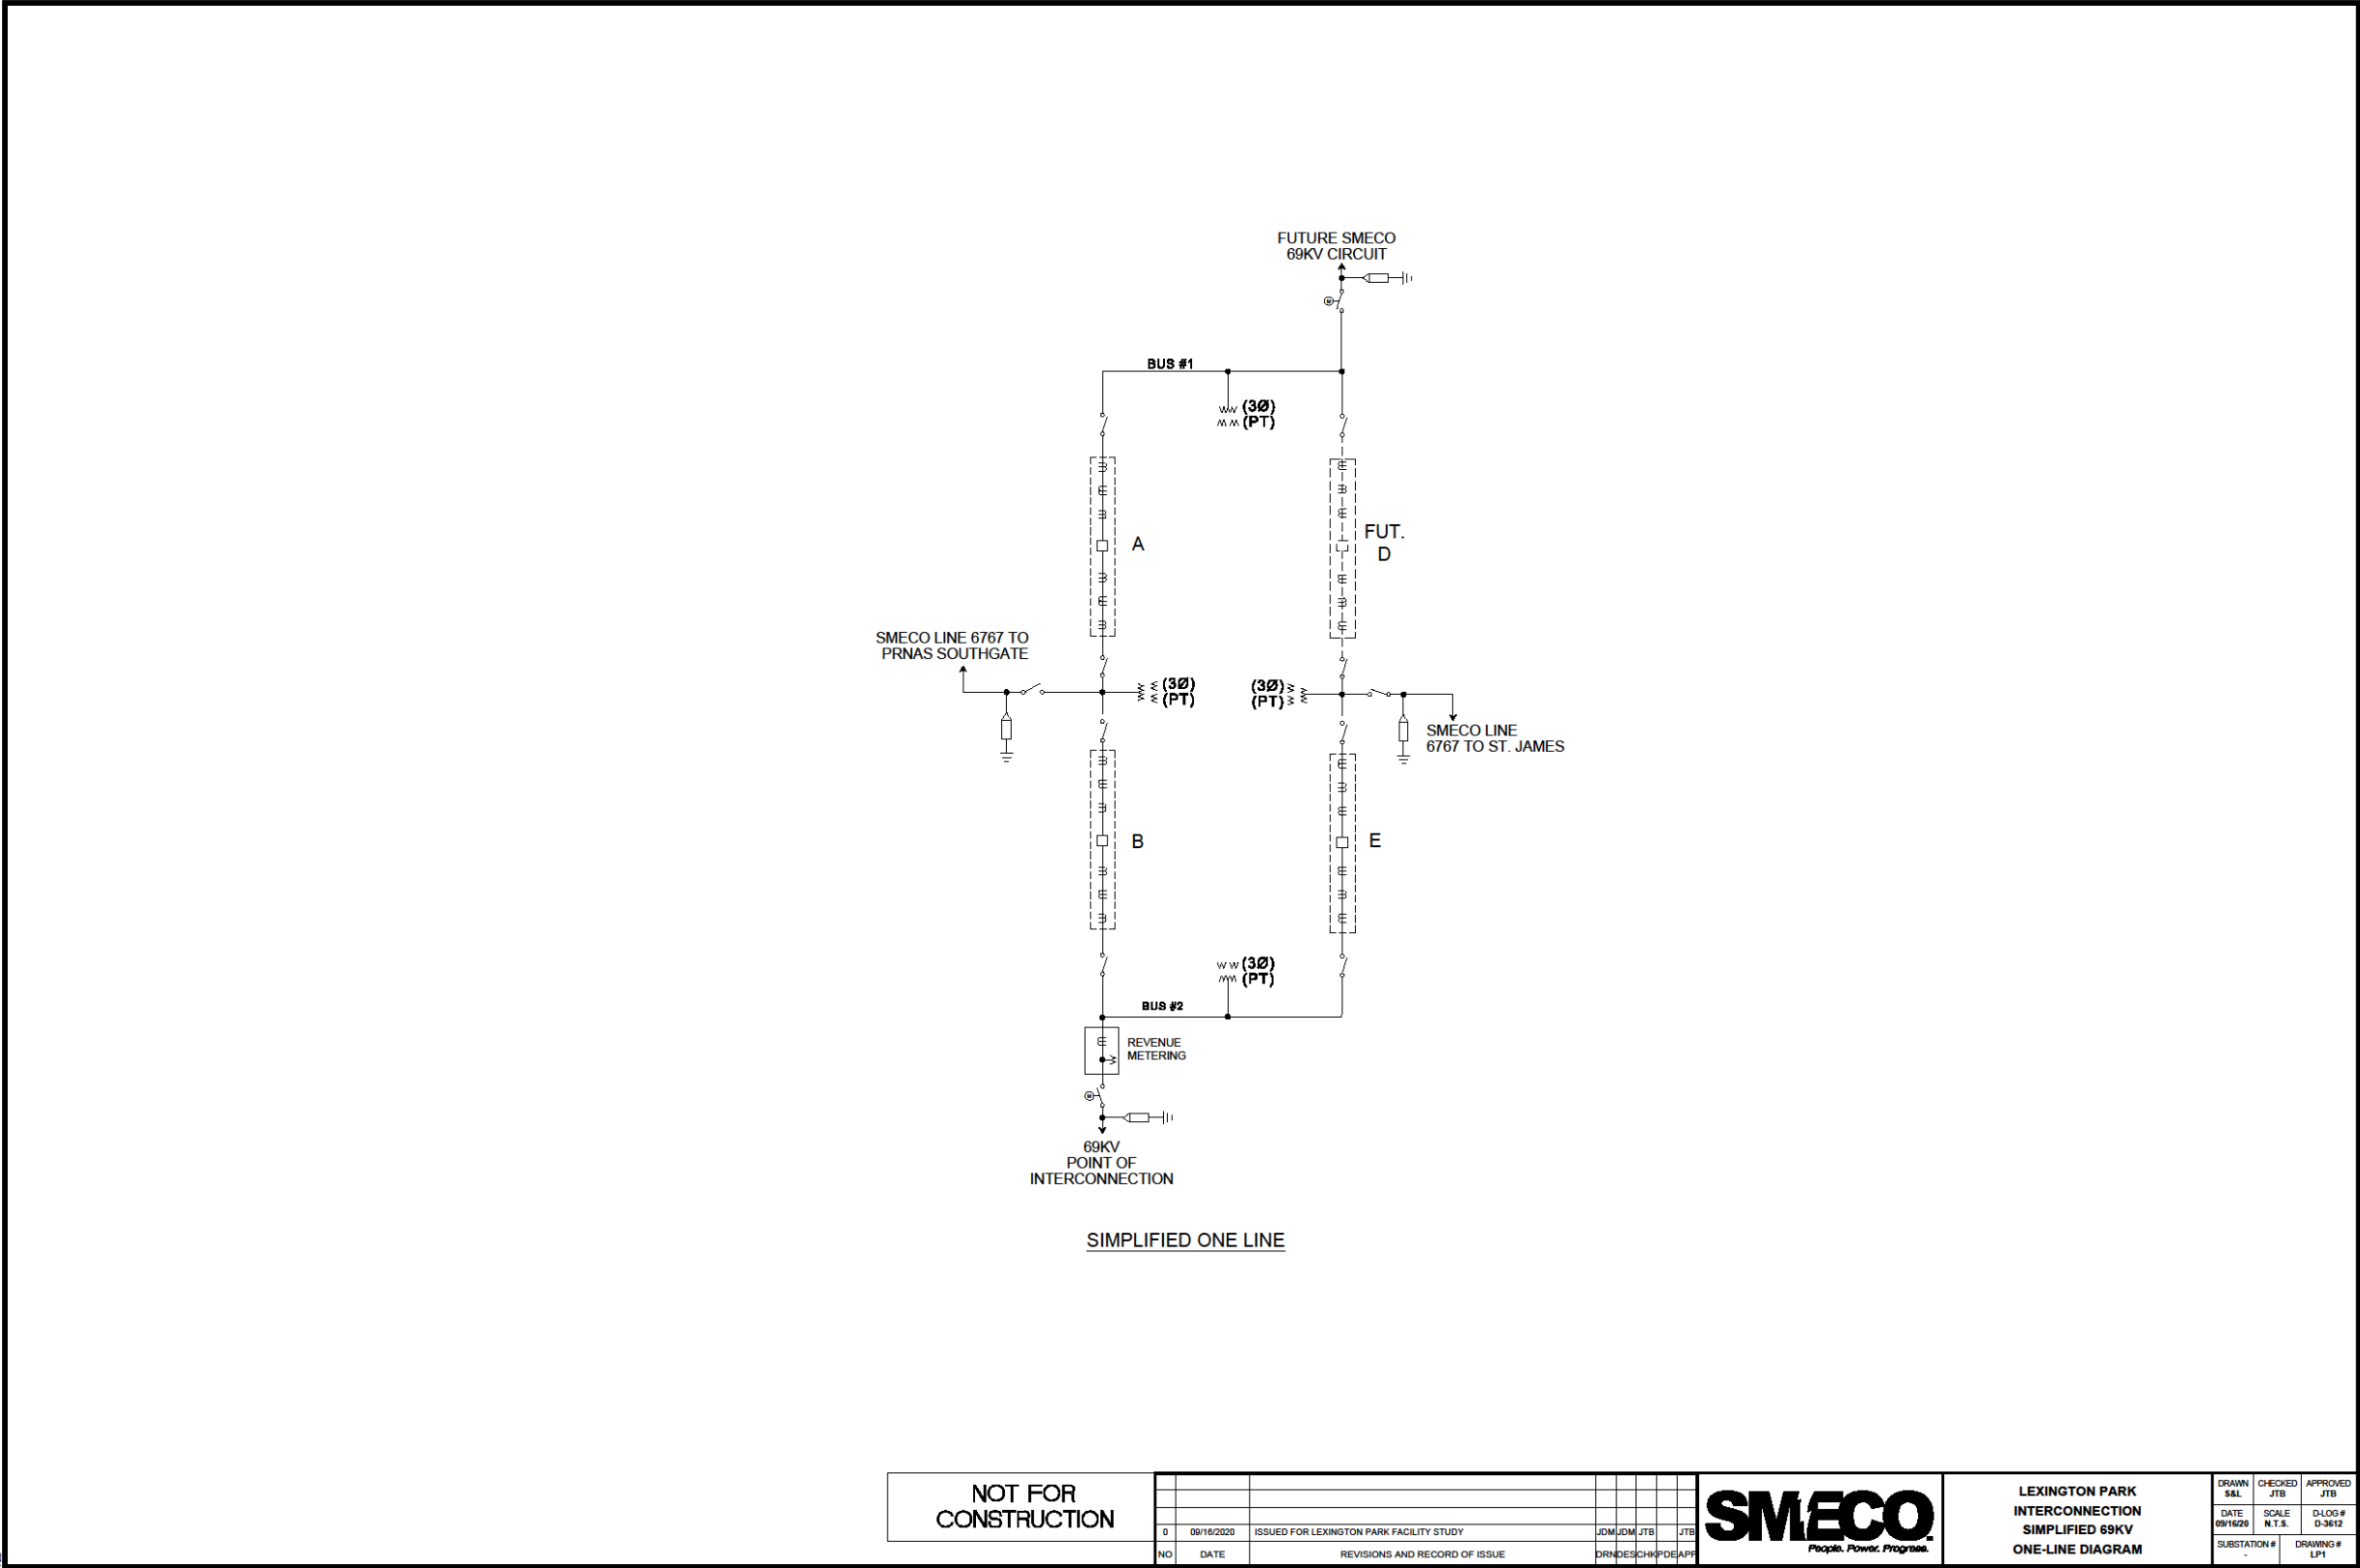 FUTURE SMECO
69KV CIRCUIT
M
BUS #1
(3Ø)
(PT)
A
FUT.
D
SMECO LINE 6767 TO
PRNAS SOUTHGATE
(3Ø)
(PT)
(3Ø)
(PT)
SMECO LINE
6767 TO ST. JAMES
B
E
(3Ø)
(PT)
BUS #2
REVENUE
METERING
M
69KV
POINT OF
INTERCONNECTION
SIMPLIFIED ONE LINE
NOT FOR
CONSTRUCTION
0 09/16/2020 ISSUED FOR LEXINGTON PARK FACILITY STUDY JDM JDM JTB JTB
NO DATE REVISIONS AND RECORD OF ISSUE DRN DES CHK PDE APP
SMECO
People. Power. Progress.
LEXINGTON PARK
INTERCONNECTION
SIMPLIFIED 69KV
ONE-LINE DIAGRAM
DRAWN CHECKED APPROVED
S&L JTB JTB
DATE SCALE D-LOG #
09/16/20 N.T.S. D-3612
SUBSTATION # DRAWING #
- LP1